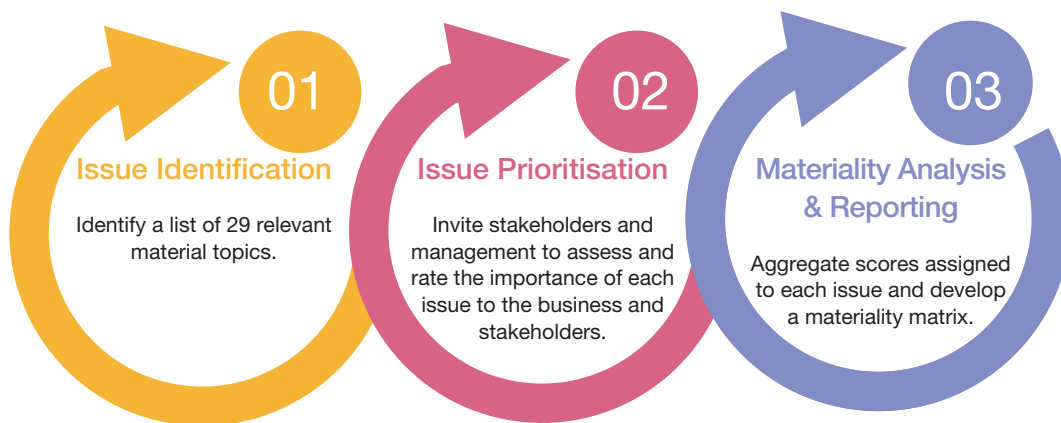 01
Issue Identification
Identify a list of 29 relevant
material topics.
02
Issue Prioritisation
Invite stakeholders and
management to assess and
rate the importance of each
issue to the business and
stakeholders.
03
Materiality Analysis
& Reporting
Aggregate scores assigned
to each issue and develop
a materiality matrix.